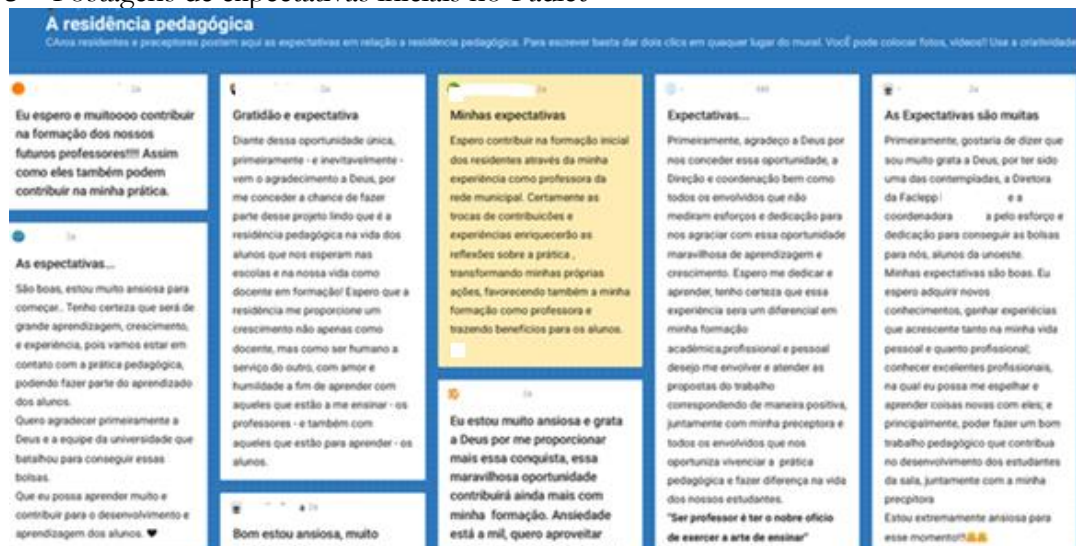 Postagens de expectativas iniciais no Padlet
A residência pedagógica
CAros residentes e preceptores postem aqui as expectativas em relação a residência pedagógica. Para escrever basta dar dois clics em quaquer lugar do mural. VocÊ pode colocar fotos, vídeos!! Use a criatividade
2a
Eu espero e muitoooo contribuir
na formação dos nossos
futuros professores!!!! Assim
como eles também podem
contribuir na minha prática.
2a
As espectativas...
São boas, estou muito ansiosa para
começar.. Tenho certeza que será de
grande aprendizagem, crescimento,
e experiência, pois vamos estar em
contato com a prática pedagógica,
podendo fazer parte do aprendizado
dos alunos.
Quero agradecer primeiramente a
Deus e a equipe da universidade que
batalhou para conseguir essas
bolsas.
Que eu possa aprender muito e
contribuir para o desenvolvimento e
aprendizagem dos alunos. ♥
2a
Gratidão e expectativa
Diante dessa oportunidade única,
primeiramente - e inevitavelmente -
vem o agradecimento a Deus, por
me conceder a chance de fazer
parte desse projeto lindo que é a
residência pedagógica na vida dos
alunos que nos esperam nas
escolas e na nossa vida como
docente em formação! Espero que a
residência me proporcione um
crescimento não apenas como
docente, mas como ser humano a
serviço do outro, com amor e
humildade a fim de aprender com
aqueles que estão a me ensinar - os
professores - e também com
aqueles que estão para aprender - os
alunos.
2a
Bom estou ansiosa, muito
2a
Minhas expectativas
Espero contribuir na formação inicial
dos residentes através da minha
experiência como professora da
rede municipal. Certamente as
trocas de contribuicões e
experiências enriquecerão as
reflexões sobre a prática ,
transformando minhas próprias
ações, favorecendo também a minha
formação como professora e
trazendo benefícios para os alunos.
2a
Eu estou muito ansiosa e grata
a Deus por me proporcionar
mais essa conquista, essa
maravilhosa oportunidade
contribuirá ainda mais com
minha formação. Ansiedade
está a mil, quero aproveitar
Expectativas...
Primeiramente, agradeço a Deus por
nos conceder essa oportunidade, a
Direção e coordenação bem como
todos os envolvidos que não
mediram esforços e dedicação para
nos agraciar com essa oportunidade
maravilhosa de aprendizagem e
crescimento. Espero me dedicar e
aprender, tenho certeza que essa
experiência sera um diferencial em
minha formação
acadêmica,profissional e pessoal
desejo me envolver e atender as
propostas do trabalho
correspondendo de maneira positiva,
juntamente com minha preceptora e
todos os envolvidos que nos
oportuniza vivenciar a prática
pedagógica e fazer diferença na vida
dos nossos estudantes.
"Ser professor é ter o nobre oficio
de exercer a arte de ensinar"
2a
As Expectativas são muitas
Primeiramente, gostaria de dizer que
sou muito grata a Deus, por ter sido
uma das contempladas, a Diretora
da Faclepp e a
coordenadora a pelo esforço e
dedicação para conseguir as bolsas
para nós, alunos da unoeste.
Minhas expectativas são boas. Eu
espero adquirir novos
conhecimentos, ganhar experiécias
que acrescente tanto na minha vida
pessoal e quanto profissional;
conhecer excelentes profissionais,
na qual eu possa me espelhar e
aprender coisas novas com eles; e
principalmente, poder fazer um bom
trabalho pedagógico que contribua
no desenvolvimento dos estudantes
da sala, juntamente com a minha
precpitora
Estou extremamente ansiosa para
esse momento!!